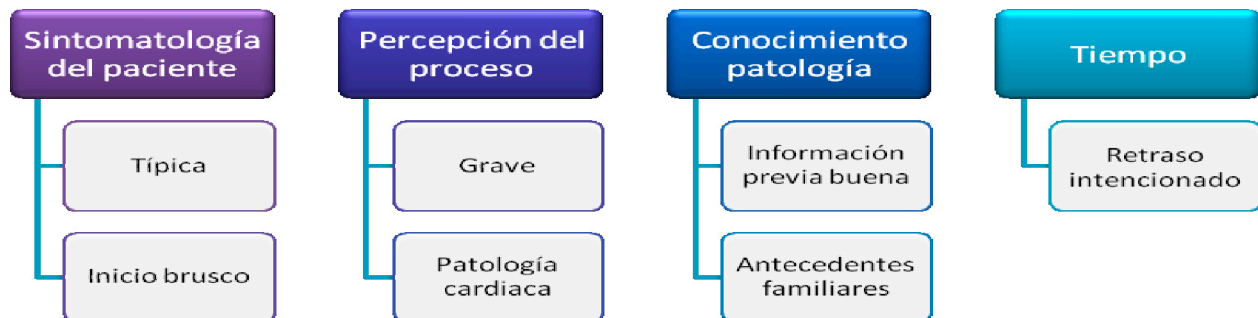 Sintomatología
del paciente
Típica
Inicio brusco
Percepción del
proceso
Grave
Patología
cardiaca
Conocimiento
patología
Información
previa buena
Antecedentes
familiares
Tiempo
Retraso
intencionado